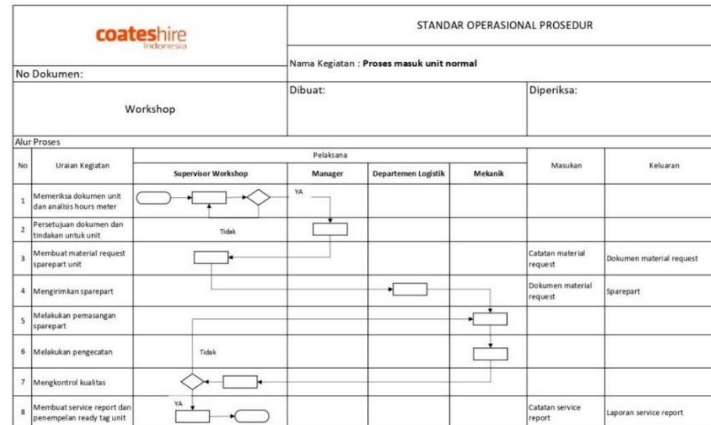 coateshire
Indonesia
STANDAR OPERASIONAL PROSEDUR
Nama Kegiatan : Proses masuk unit normal
No Dokumen:
Workshop
Dibuat:
Diperiksa:
Alur Proses
No
Uraian Kegiatan
Pelaksana
Supervisor Workshop
Manager
Departemen Logistik
Mekanik
Masukan
Keluaran
1
Memeriksa dokumen unit
dan analisis hours meter
YA
2
Persetujuan dokumen dan
tindakan untuk unit
Tidak
3
Membuat material request
sparepart unit
Catatan material
request
Dokumen material request
4
Mengirimkan sparepart
Dokumen material
request
Sparepart
5
Melakukan pemasangan
sparepart
6
Melakukan pengecatan
Tidak
7
Mengkontrol kualitas
8
Membuat service report dan
penempelan ready tag unit
YA
Catatan service
report
Laporan service report